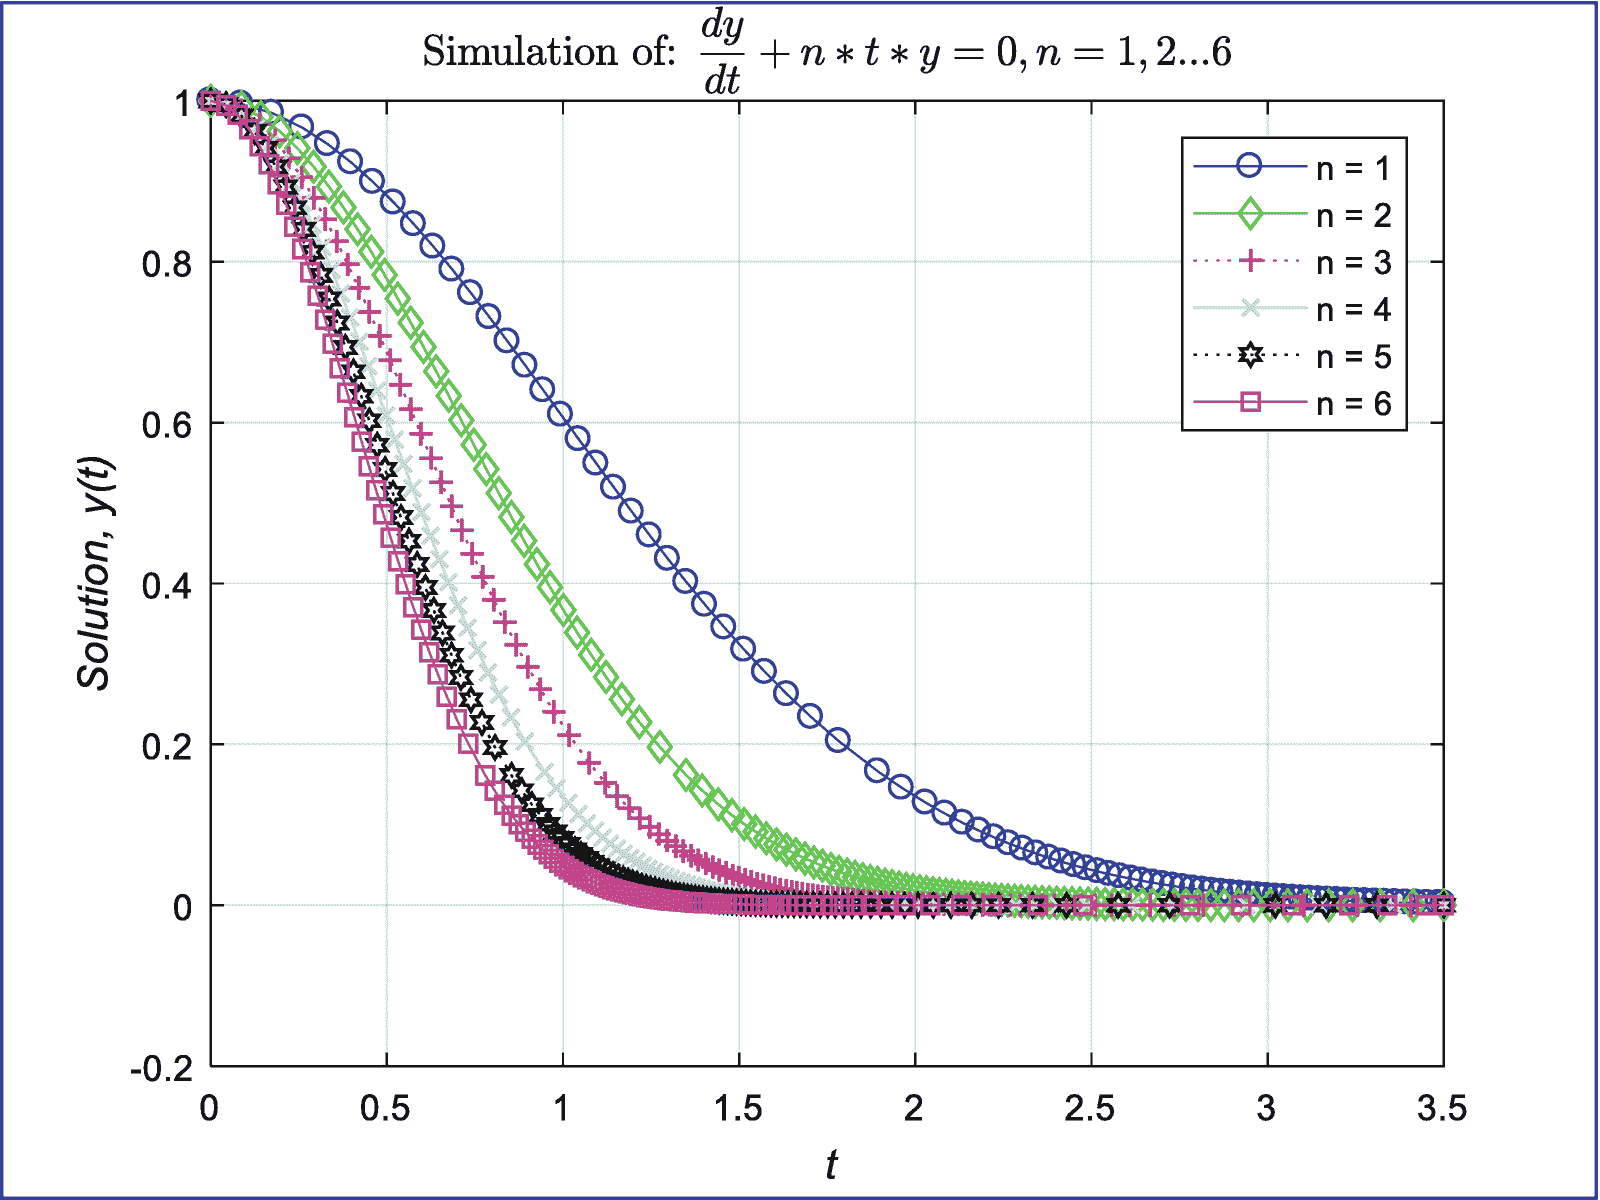 Simulation of: dy/dt + n ∗ t ∗ y = 0, n = 1, 2...6
1
0.8
0.6
0.4
0.2
0
-0.2
Solution, y(t)
n = 1
n = 2
n = 3
n = 4
n = 5
n = 6
0 0.5 1 1.5 2 2.5 3 3.5
t